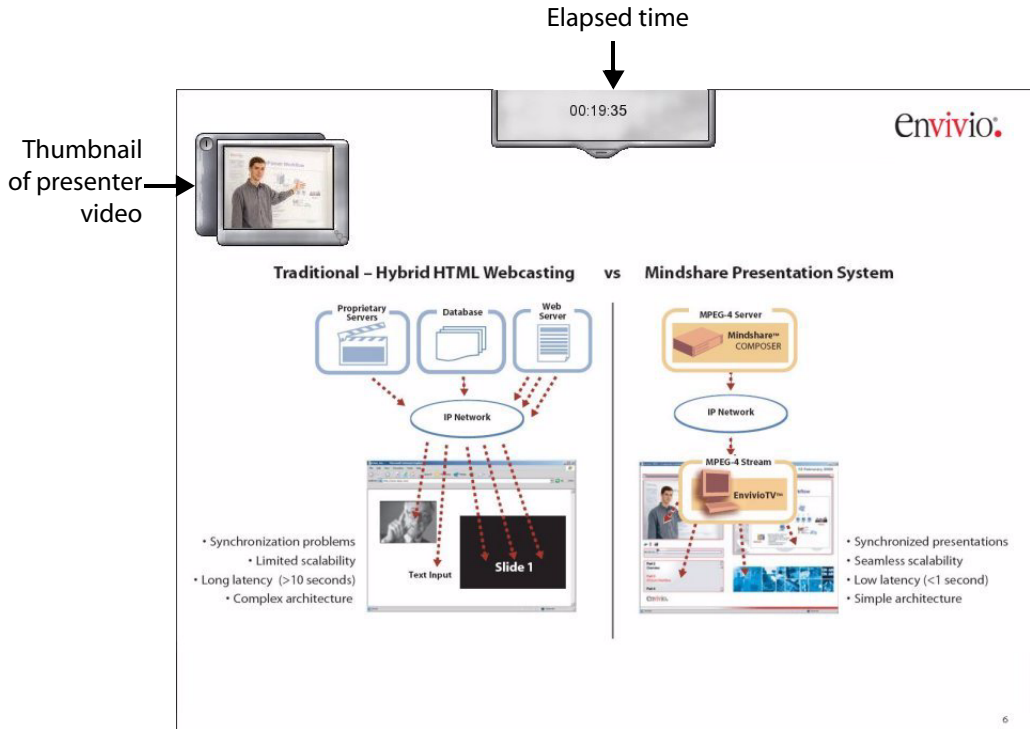 Elapsed time
00:19:35
envivio.
Thumbnail
of presenter
video
Traditional – Hybrid HTML Webcasting vs Mindshare Presentation System
Proprietary
Servers
Database
Web
Server
MPEG-4 Server
Mindshare™
COMPOSER
IP Network
IP Network
MPEG-4 Stream
EnvivioTV™
Slide 1
Text Input
• Synchronization problems
• Limited scalability
• Long latency (>10 seconds)
• Complex architecture
• Synchronized presentations
• Seamless scalability
• Low latency (<1 second)
• Simple architecture
envivio.
6